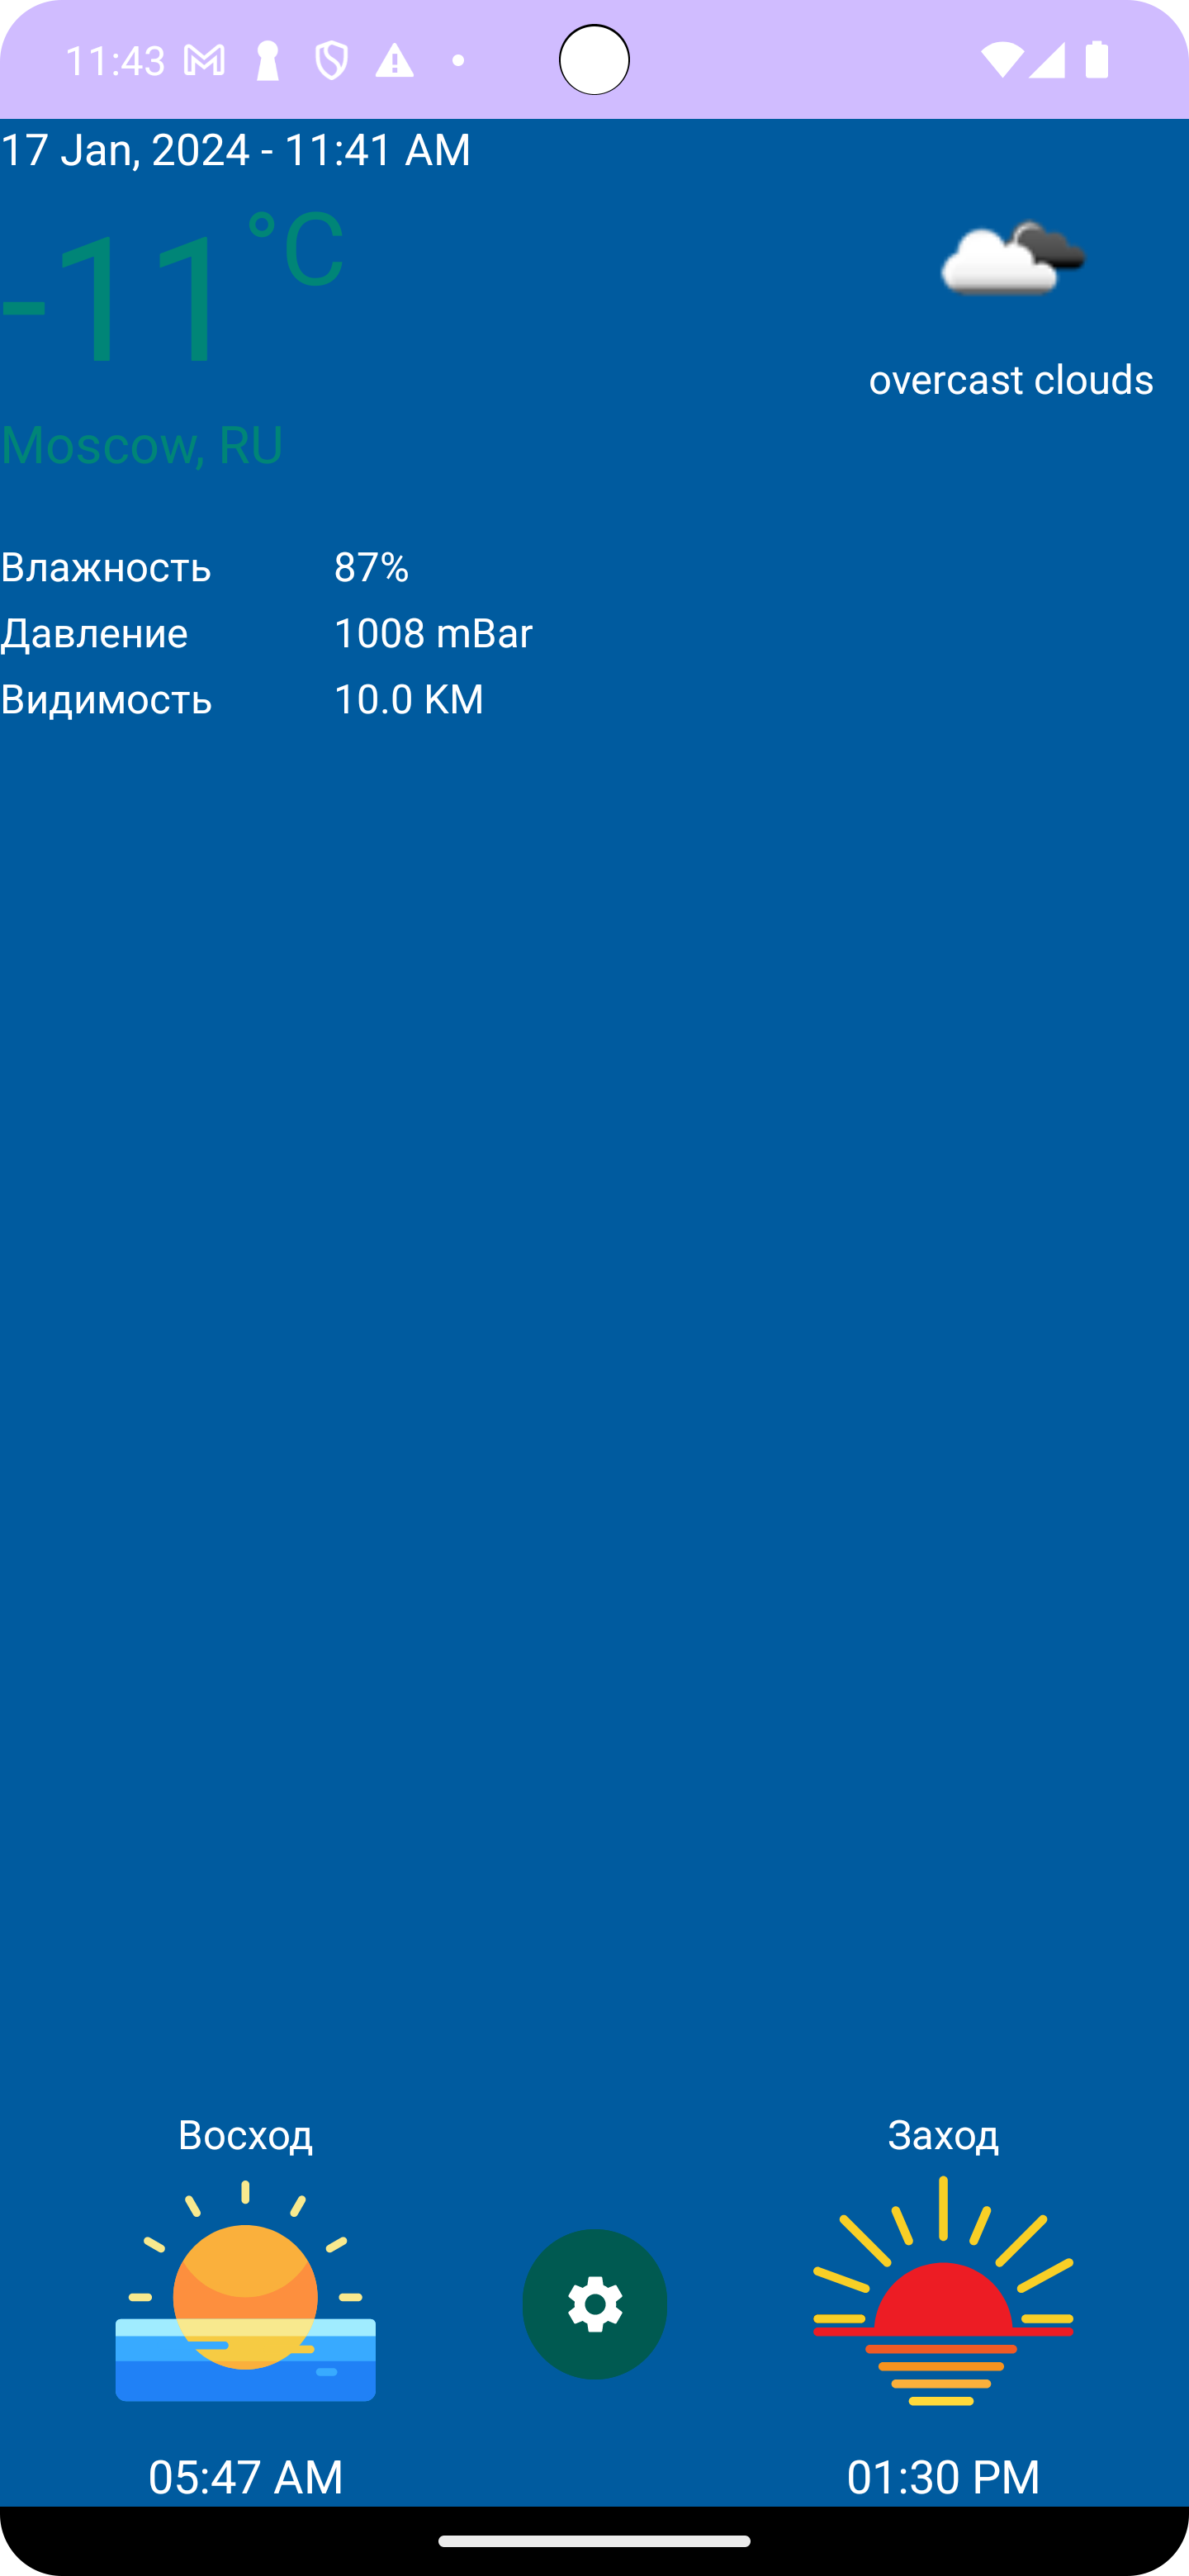 11:43
17 Jan, 2024 - 11:41 AM
-11 °C
overcast clouds
Moscow, RU
Влажность 87%
Давление 1008 mBar
Видимость 10.0 KM
Восход Заход
05:47 AM 01:30 PM